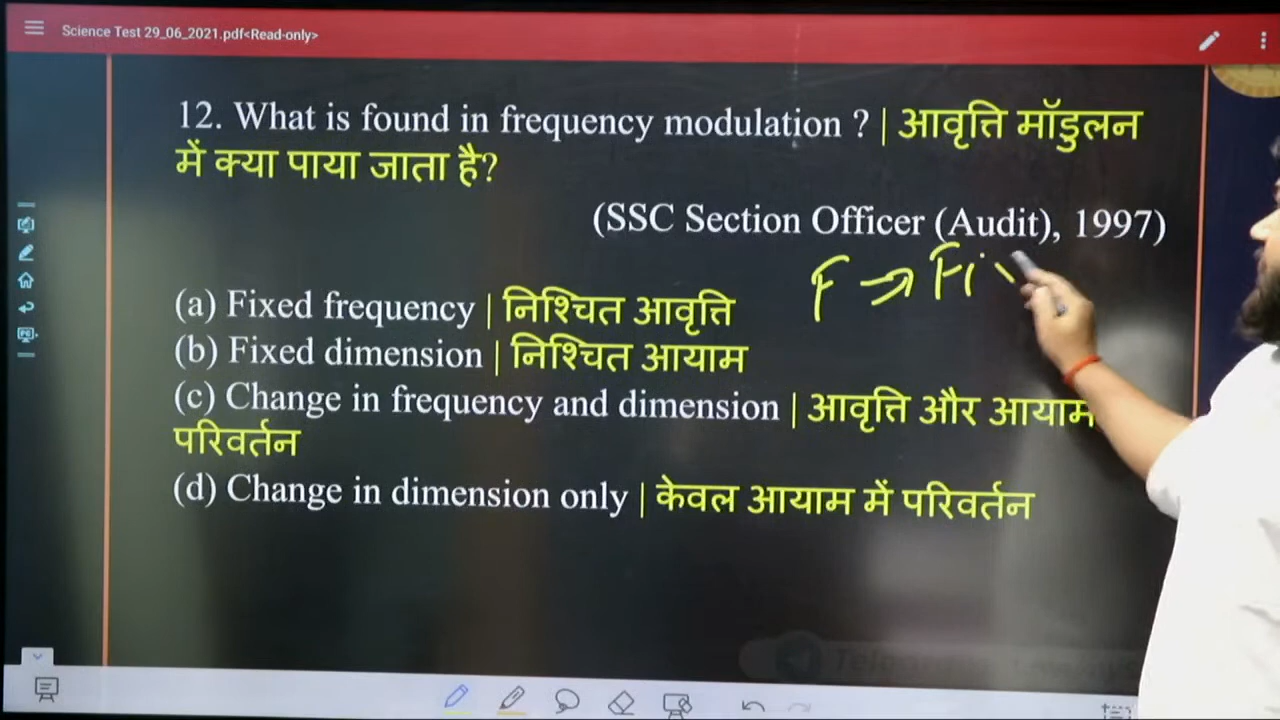 Science Test 29_06_2021.pdf<Read-only>
12. What is found in frequency modulation ? | आवृत्ति मॉडुलन
में क्या पाया जाता है?
(SSC Section Officer (Audit), 1997)
F → Fi
(a) Fixed frequency | निश्चित आवृत्ति
(b) Fixed dimension | निश्चित आयाम
(c) Change in frequency and dimension | आवृत्ति और आयाम
परिवर्तन
(d) Change in dimension only | केवल आयाम में परिवर्तन